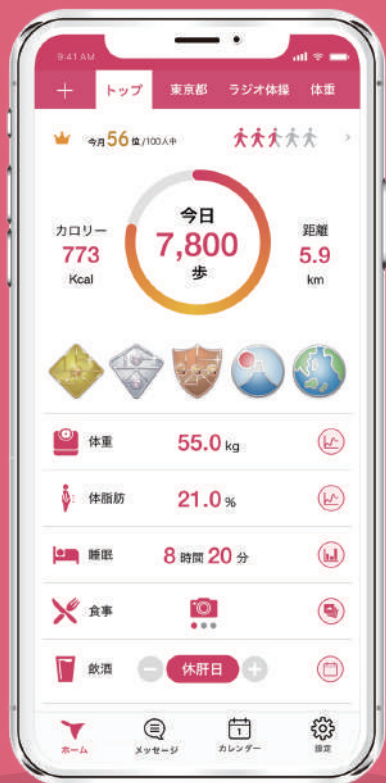 9:41 AM
＋ トップ 東京都 ラジオ体操 体重
今月56位/100人中
今日
7,800
歩
カロリー
773
Kcal
距離
5.9
km
体重 55.0 kg
体脂肪 21.0 %
睡眠 8 時間 20 分
食事
飲酒 休肝日
1
ホーム メッセージ カレンダー 設定